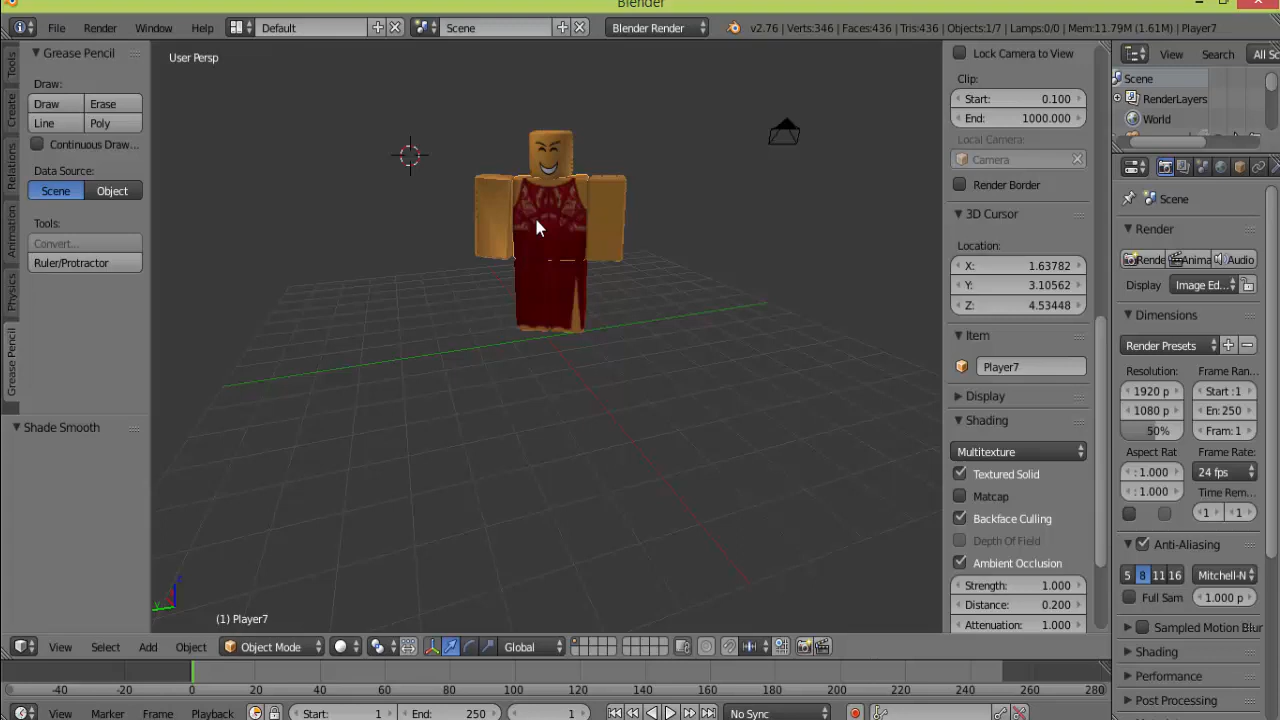 Blender
File Render Window Help Default Scene Blender Render v2.76 | Verts:346 | Faces:436 | Tris:436 | Objects:1/7 | Lamps:0/0 | Mem:11.79M (1.61M) | Player7
Tools
Create
Relations
Animation
Physics
Grease Pencil
Grease Pencil
Draw:
Draw Erase
Line Poly
Continuous Draw...
Data Source:
Scene Object
Tools:
Convert...
Ruler/Protractor
Shade Smooth
User Persp
(1) Player7
Lock Camera to View
Clip:
Start: 0.100
End: 1000.000
Local Camera:
Camera
Render Border
3D Cursor
Location:
X: 1.63782
Y: 3.10562
Z: 4.53448
Item
Player7
Display
Shading
Multitexture
Textured Solid
Matcap
Backface Culling
Depth Of Field
Ambient Occlusion
Strength: 1.000
Distance: 0.200
Attenuation: 1.000
View Search All Sc
Scene
RenderLayers
World
Scene
Render
Rende Anima Audio
Display Image Ed...
Dimensions
Render Presets
Resolution: Frame Ran...
1920 p Start :1
1080 p En: 250
50% Fram: 1
Aspect Rat Frame Rate:
: 1.000 24 fps
: 1.000 Time Rem...
1 1
Anti-Aliasing
5 8 11 16 Mitchell-N
Full Sam 1.000 p
Sampled Motion Blur
Shading
Performance
Post Processing
View Select Add Object Object Mode Global
-40 -20 0 20 40 60 80 100 120 140 160 180 200 220 240 260 280
View Marker Frame Playback Start: 1 End: 250 1 No Sync